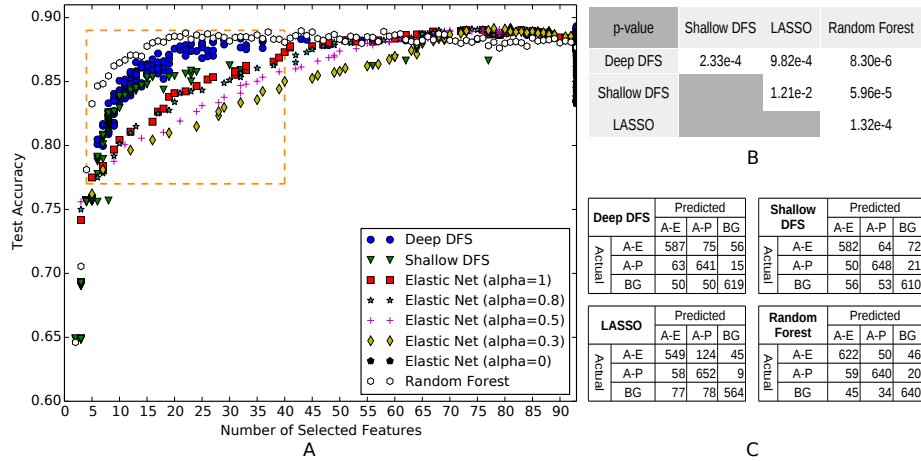 0.90
0.85
0.80
0.75
0.70
0.65
0.60
Test Accuracy
Deep DFS
Shallow DFS
Elastic Net (alpha=1)
Elastic Net (alpha=0.8)
Elastic Net (alpha=0.5)
Elastic Net (alpha=0.3)
Elastic Net (alpha=0)
Random Forest
0 5 10 15 20 25 30 35 40 45 50 55 60 65 70 75 80 85 90
Number of Selected Features
A
p-value Shallow DFS LASSO Random Forest
Deep DFS 2.33e-4 9.82e-4 8.30e-6
Shallow DFS 1.21e-2 5.96e-5
LASSO 1.32e-4
B
Deep DFS Predicted
A-E A-P BG
Actual
A-E 587 75 56
A-P 63 641 15
BG 50 50 619
Shallow DFS Predicted
A-E A-P BG
Actual
A-E 582 64 72
A-P 50 648 21
BG 56 53 610
LASSO Predicted
A-E A-P BG
Actual
A-E 549 124 45
A-P 58 652 9
BG 77 78 564
Random Forest Predicted
A-E A-P BG
Actual
A-E 622 50 46
A-P 59 640 20
BG 45 34 640
C